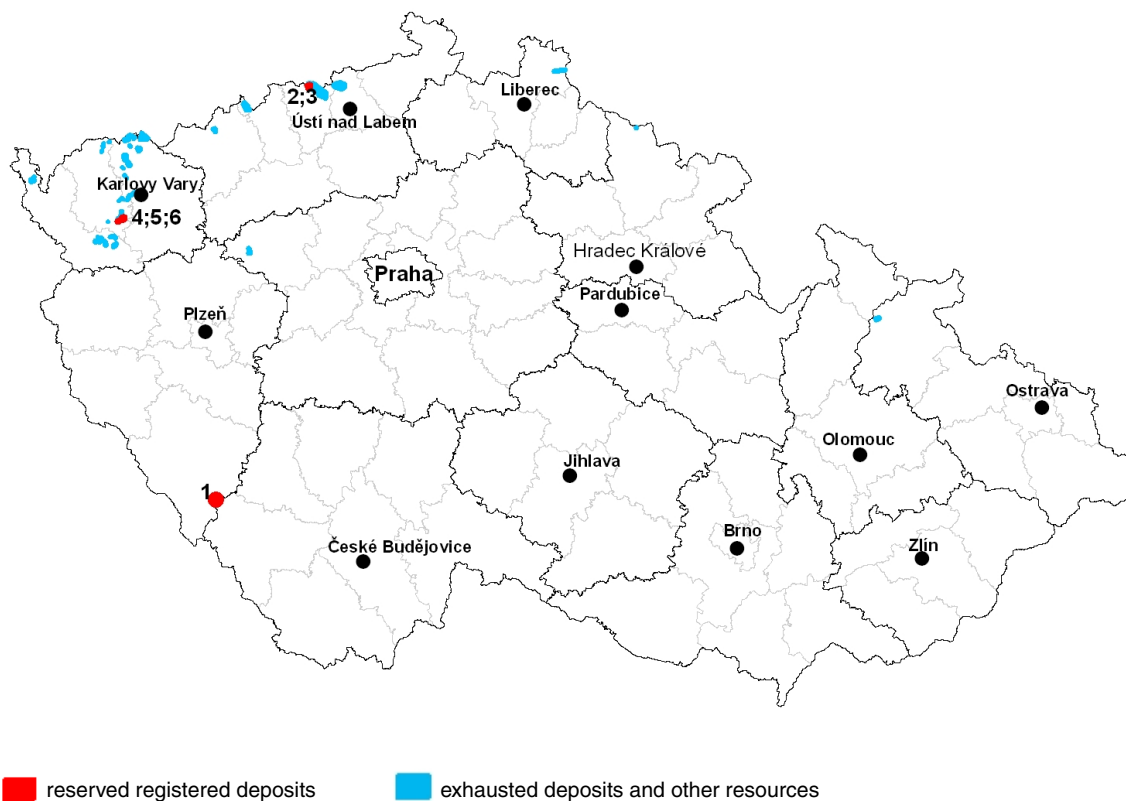 Liberec
2;3
Ústí nad Labem
Karlovy Vary
4;5;6
Hradec Králové
Praha
Pardubice
Plzeň
Ostrava
Olomouc
Jihlava
1
Brno
České Budějovice
Zlín
reserved registered deposits
exhausted deposits and other resources